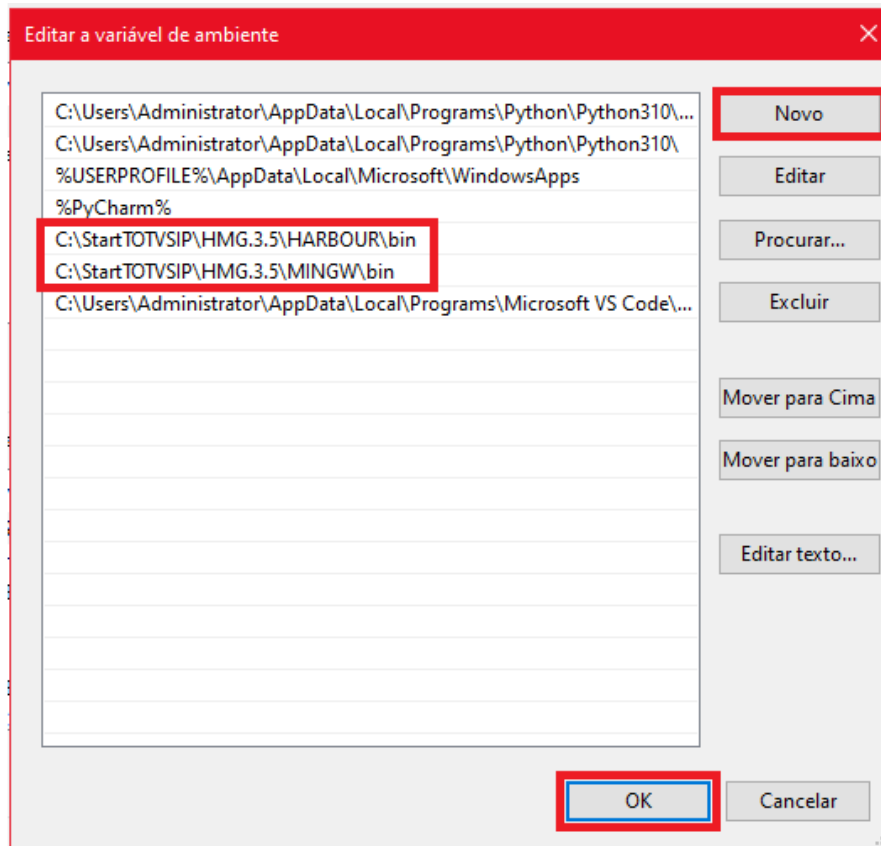 Editar a variável de ambiente
C:\Users\Administrator\AppData\Local\Programs\Python\Python310\...
C:\Users\Administrator\AppData\Local\Programs\Python\Python310\
%USERPROFILE%\AppData\Local\Microsoft\WindowsApps
%PyCharm%
C:\StartTOTVSIP\HMG.3.5\HARBOUR\bin
C:\StartTOTVSIP\HMG.3.5\MINGW\bin
C:\Users\Administrator\AppData\Local\Programs\Microsoft VS Code\...
Novo
Editar
Procurar...
Excluir
Mover para Cima
Mover para baixo
Editar texto...
OK
Cancelar